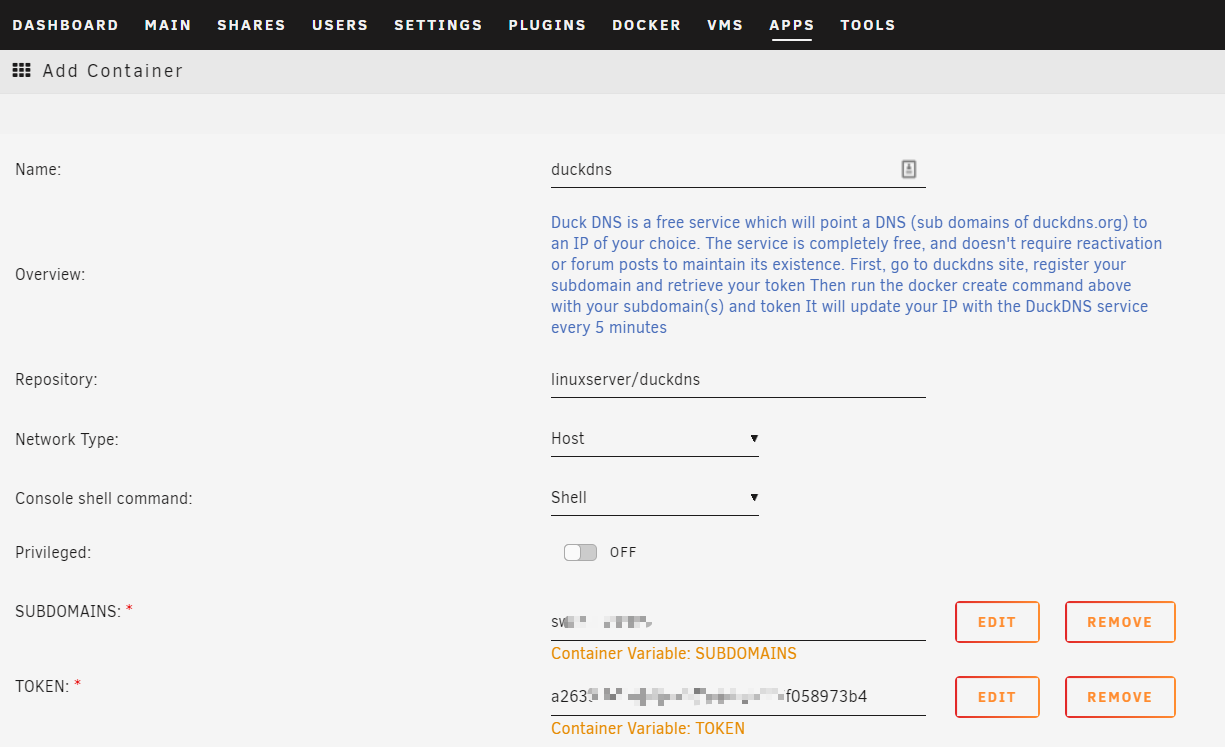 DASHBOARD MAIN SHARES USERS SETTINGS PLUGINS DOCKER VMS APPS TOOLS
Add Container
Name: duckdns
Overview:
Duck DNS is a free service which will point a DNS (sub domains of duckdns.org) to
an IP of your choice. The service is completely free, and doesn't require reactivation
or forum posts to maintain its existence. First, go to duckdns site, register your
subdomain and retrieve your token Then run the docker create command above
with your subdomain(s) and token It will update your IP with the DuckDNS service
every 5 minutes
Repository: linuxserver/duckdns
Network Type: Host
Console shell command: Shell
Privileged: OFF
SUBDOMAINS: * EDIT REMOVE
Container Variable: SUBDOMAINS
TOKEN: * a263 f058973b4 EDIT REMOVE
Container Variable: TOKEN